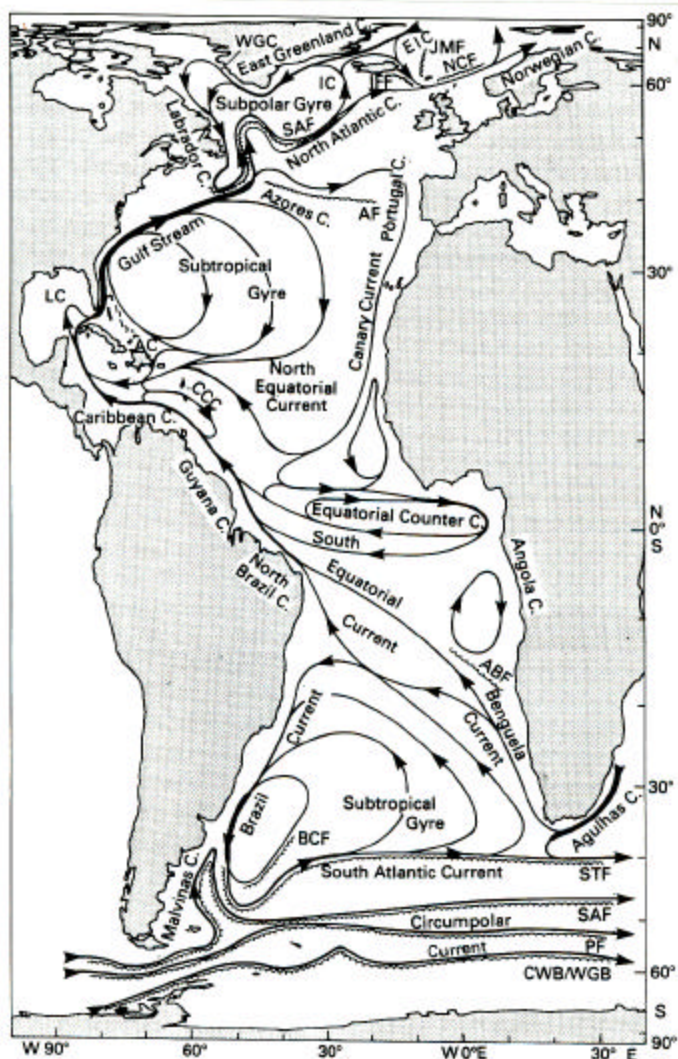 90°
N
WGC
East Greenland C.
EIC
JMF
NCF
Norwegian C.
60°
IC
IFF
Subpolar Gyre
SAF
North Atlantic C.
Labrador C.
Azores C.
AF
Portugal C.
Gulf Stream
Subtropical
Gyre
30°
LC
AC
Canary Current
North
Equatorial
Current
CCC
Caribbean C.
Guyana C.
Equatorial Counter C.
N
0°
S
South
North
Brazil C.
Equatorial
Current
Angola C.
ABF
Benguela
Current
Current
Brazil
Subtropical
Gyre
30°
BCF
Agulhas C.
South Atlantic Current
STF
Malvinas C.
SAF
Circumpolar
PF
Current
CWB/WGB
60°
S
90°
W 90°
60°
30°
W 0°E
30° E